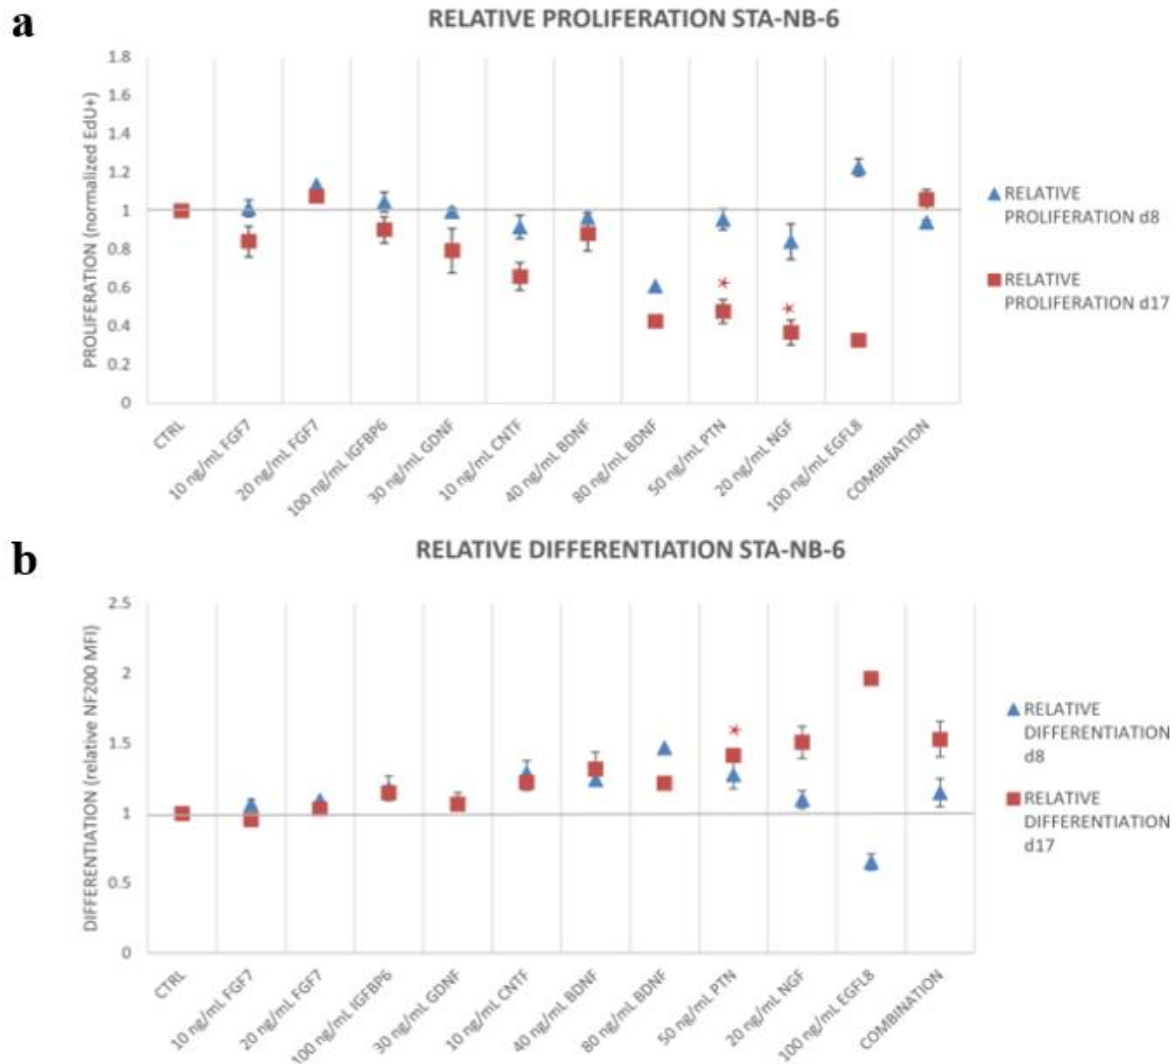 a
RELATIVE PROLIFERATION STA-NB-6
PROLIFERATION (normalized EdU+)
1.8
1.6
1.4
1.2
1
0.8
0.6
0.4
0.2
0
*
*
CTRL
10 ng/mL FGF7
20 ng/mL FGF7
100 ng/mL IGFBP6
30 ng/mL GDNF
10 ng/mL CNTF
40 ng/mL BDNF
80 ng/mL BDNF
50 ng/mL PTN
20 ng/mL NGF
100 ng/mL EGFL8
COMBINATION
RELATIVE
PROLIFERATION d8
RELATIVE
PROLIFERATION d17
b
RELATIVE DIFFERENTIATION STA-NB-6
DIFFERENTIATION (relative NF200 MFI)
2.5
2
1.5
1
0.5
0
*
CTRL
10 ng/mL FGF7
20 ng/mL FGF7
100 ng/mL IGFBP6
30 ng/mL GDNF
10 ng/mL CNTF
40 ng/mL BDNF
80 ng/mL BDNF
50 ng/mL PTN
20 ng/mL NGF
100 ng/mL EGFL8
COMBINATION
RELATIVE
DIFFERENTIATION
d8
RELATIVE
DIFFERENTIATION
d17